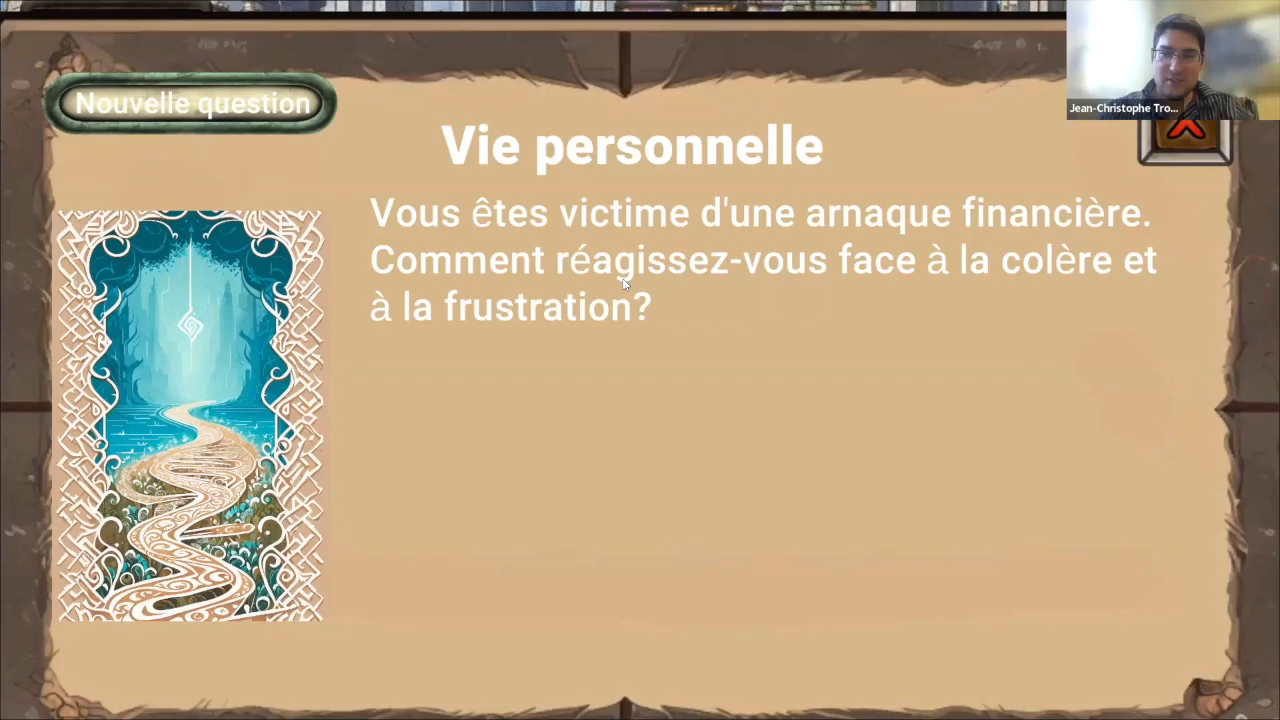 Nouvelle question
Jean-Christophe Tro...
Vie personnelle
Vous êtes victime d'une arnaque financière.
Comment réagissez-vous face à la colère et
à la frustration?